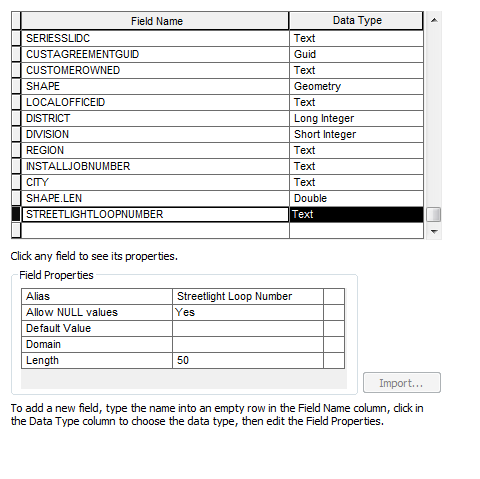 Field Name Data Type
SERIESSLIDC Text
CUSTAGREEMENTGUID Guid
CUSTOMEROWNED Text
SHAPE Geometry
LOCALOFFICEID Text
DISTRICT Long Integer
DIVISION Short Integer
REGION Text
INSTALLJOBNUMBER Text
CITY Text
SHAPE.LEN Double
STREETLIGHTLOOPNUMBER Text
Click any field to see its properties.
Field Properties
Alias Streetlight Loop Number
Allow NULL values Yes
Default Value
Domain
Length 50
Import...
To add a new field, type the name into an empty row in the Field Name column, click in
the Data Type column to choose the data type, then edit the Field Properties.